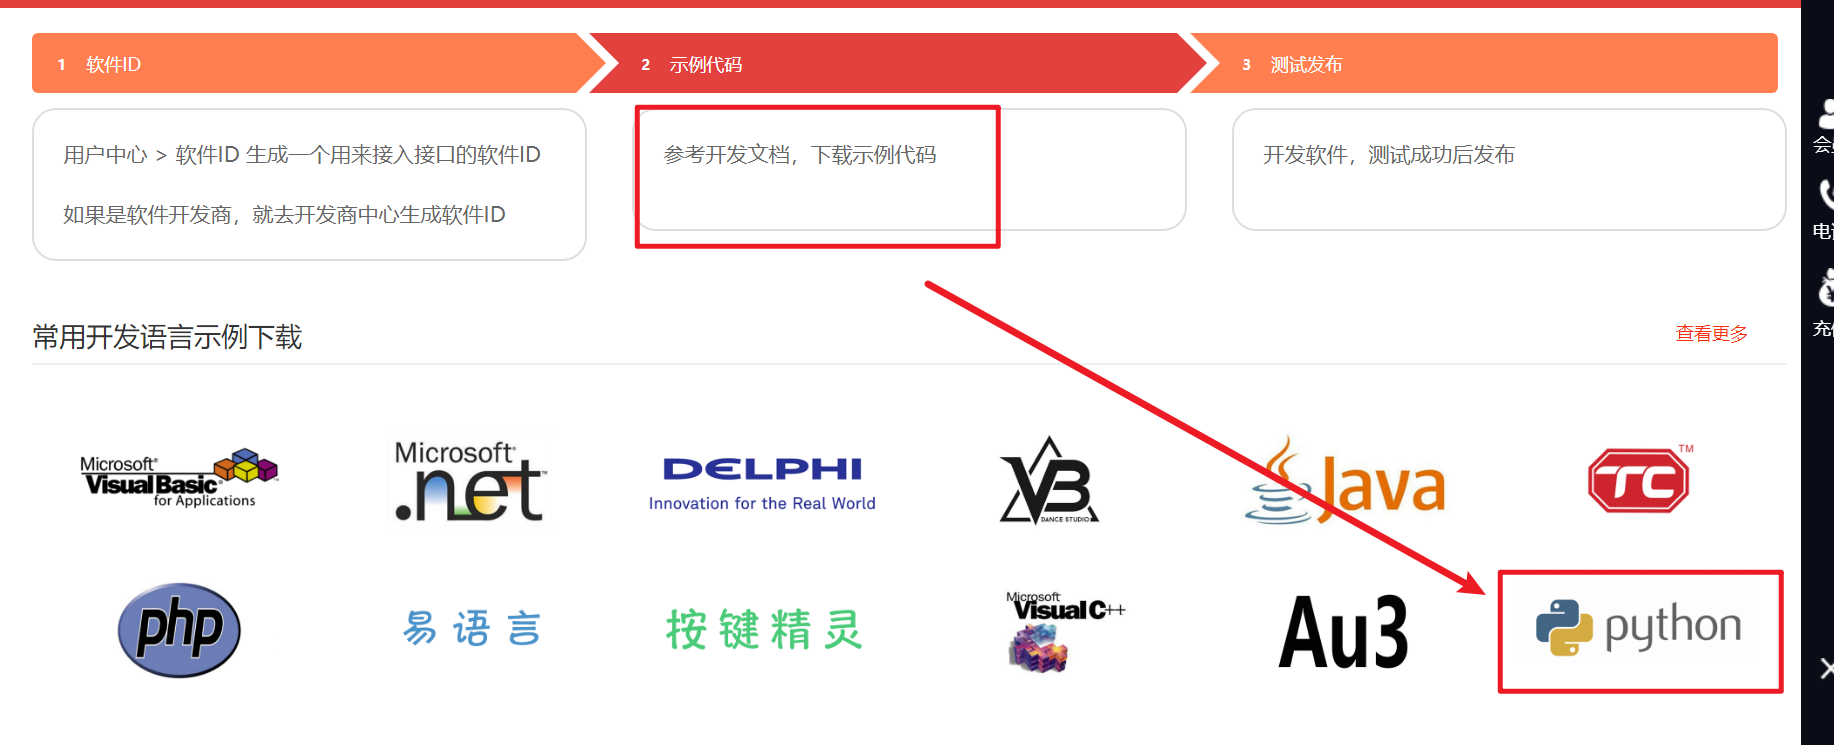 1 软件ID
2 示例代码
3 测试发布
用户中心 > 软件ID 生成一个用来接入接口的软件ID
如果是软件开发商，就去开发商中心生成软件ID
参考开发文档，下载示例代码
开发软件，测试成功后发布
常用开发语言示例下载
查看更多
Microsoft
Visual Basic
for Applications
Microsoft
.net
DELPHI
Innovation for the Real World
VB
DANCE STUDIO
Java
TC TM
php
易语言
按键精灵
Microsoft
Visual C++
Au3
python
会
电
充